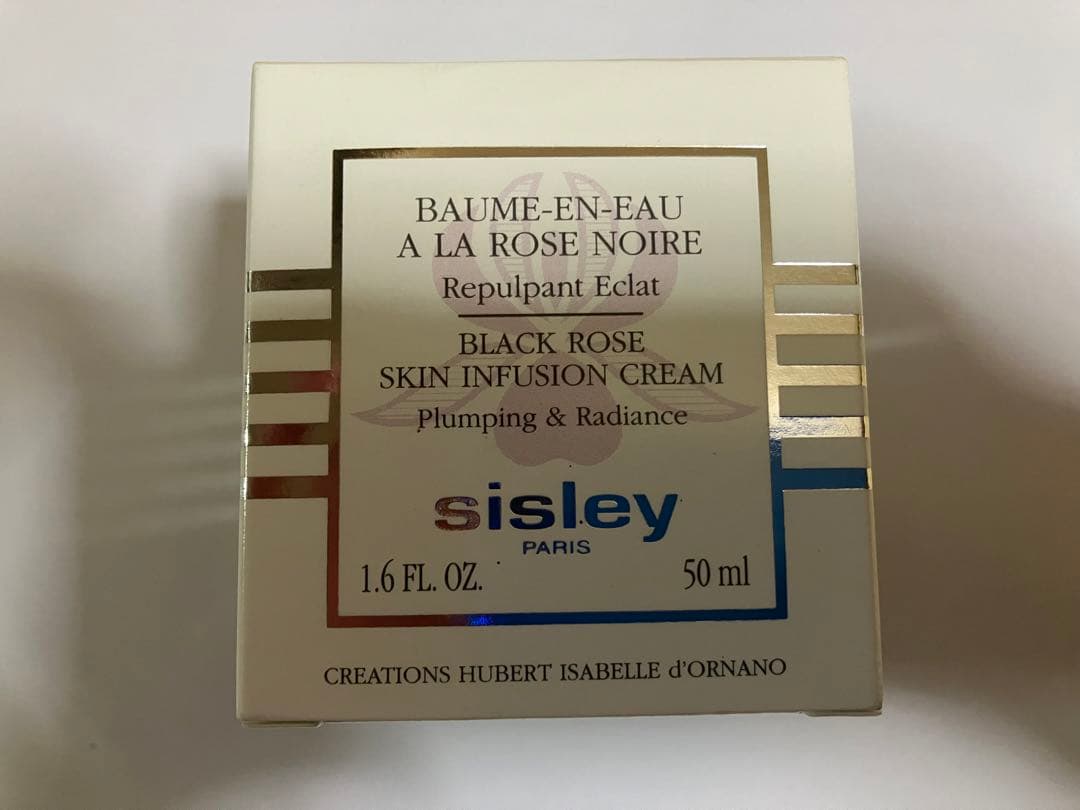 BAUME-EN-EAU
A LA ROSE NOIRE
Repulpant Eclat
BLACK ROSE
SKIN INFUSION CREAM
Plumping & Radiance
sisley
PARIS
1.6 FL. OZ. 50 ml
CREATIONS HUBERT ISABELLE d'ORNANO